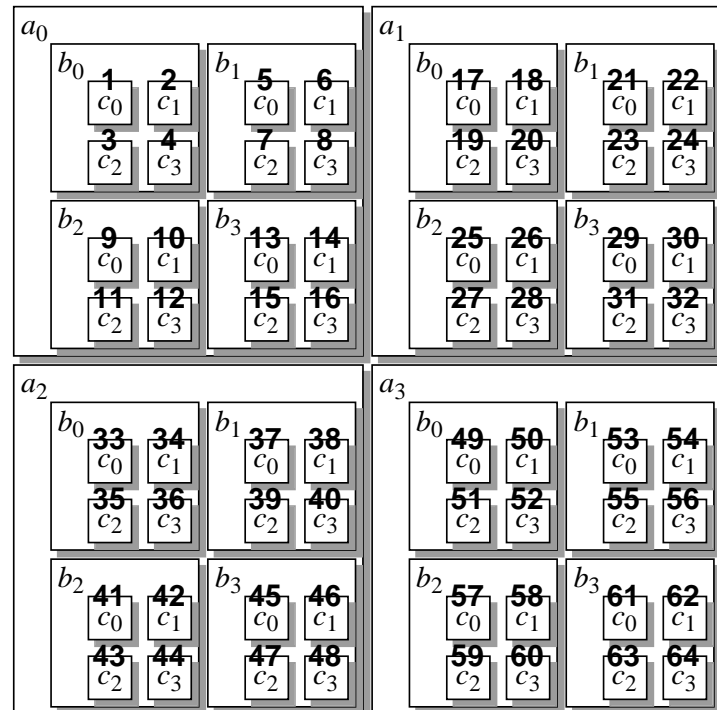 a0 a1
b0 b1 b0 b1
1 2 5 6 17 18 21 22
c0 c1 c0 c1 c0 c1 c0 c1
3 4 7 8 19 20 23 24
c2 c3 c2 c3 c2 c3 c2 c3
b2 b3 b2 b3
9 10 13 14 25 26 29 30
c0 c1 c0 c1 c0 c1 c0 c1
11 12 15 16 27 28 31 32
c2 c3 c2 c3 c2 c3 c2 c3
a2 a3
b0 b1 b0 b1
33 34 37 38 49 50 53 54
c0 c1 c0 c1 c0 c1 c0 c1
35 36 39 40 51 52 55 56
c2 c3 c2 c3 c2 c3 c2 c3
b2 b3 b2 b3
41 42 45 46 57 58 61 62
c0 c1 c0 c1 c0 c1 c0 c1
43 44 47 48 59 60 63 64
c2 c3 c2 c3 c2 c3 c2 c3